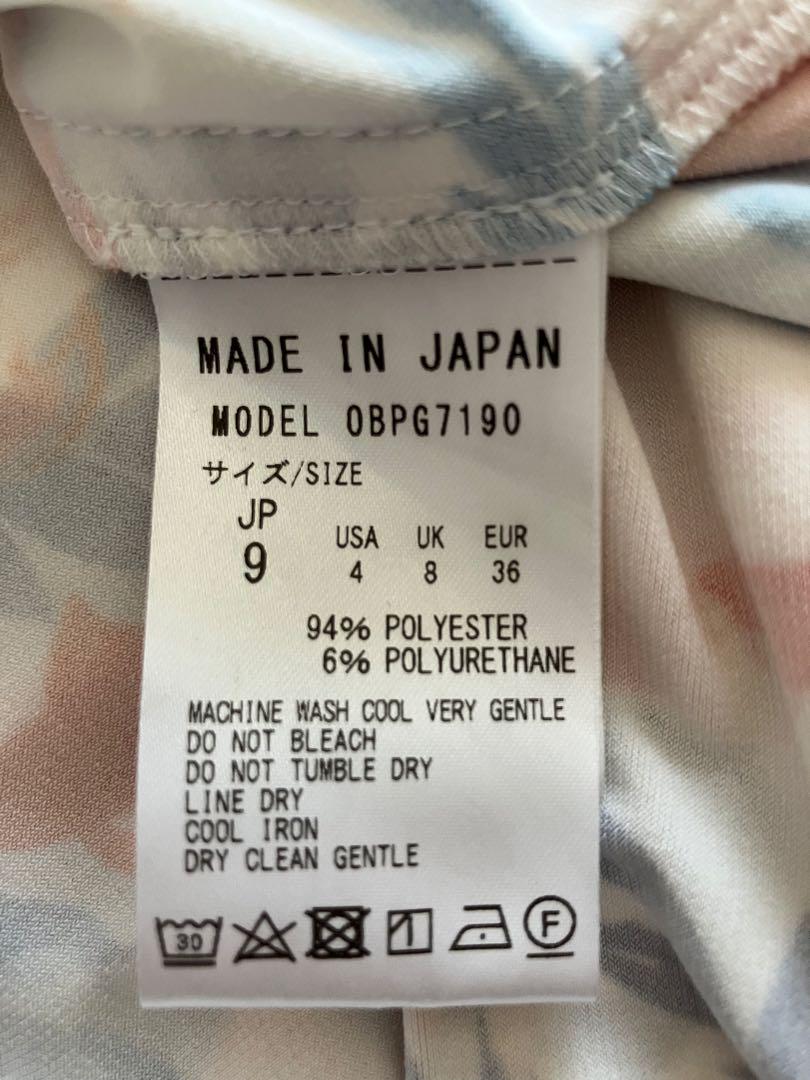 MADE IN JAPAN
MODEL OBPG7190
サイズ/SIZE
JP USA UK EUR
9 4 8 36
94% POLYESTER
6% POLYURETHANE
MACHINE WASH COOL VERY GENTLE
DO NOT BLEACH
DO NOT TUMBLE DRY
LINE DRY
COOL IRON
DRY CLEAN GENTLE
30 F